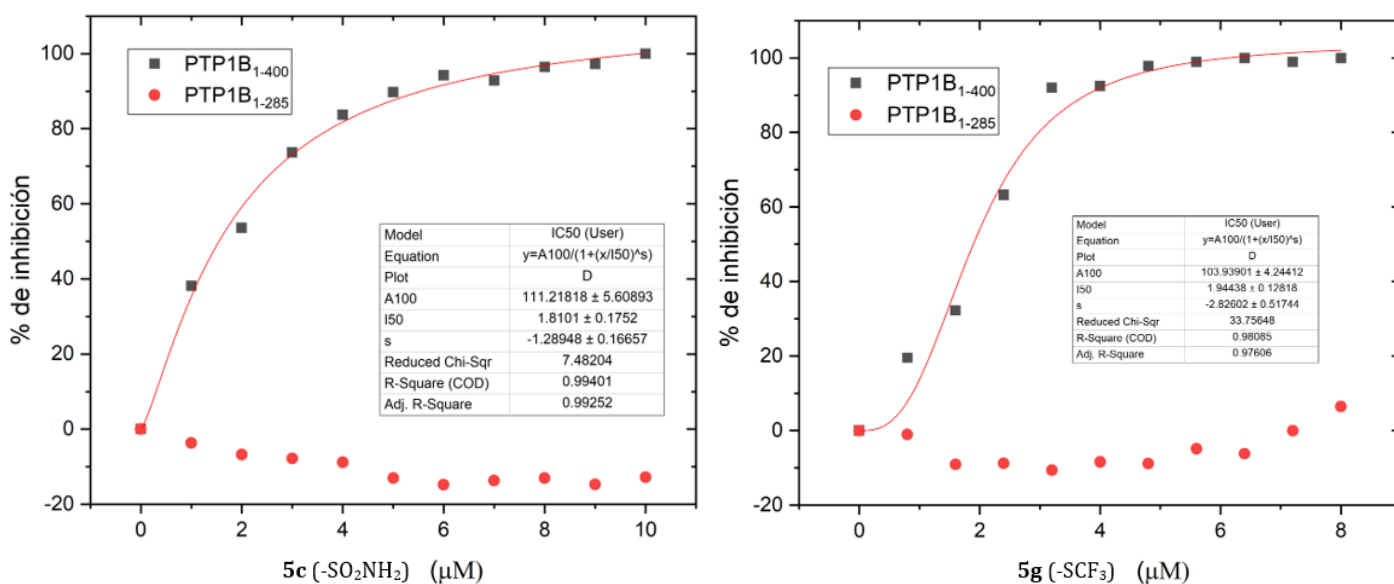 % de inhibición
100
80
60
40
20
0
-20
PTP1B₁₋₄₀₀
PTP1B₁₋₂₈₅
Model IC50 (User)
Equation y=A100/(1+(x/I50)^s)
Plot D
A100 111.21818 ± 5.60893
I50 1.8101 ± 0.1752
s -1.28948 ± 0.16657
Reduced Chi-Sqr 7.48204
R-Square (COD) 0.99401
Adj. R-Square 0.99252
0 2 4 6 8 10
5c (-SO₂NH₂) (μM)
% de inhibición
100
80
60
40
20
0
-20
PTP1B₁₋₄₀₀
PTP1B₁₋₂₈₅
Model IC50 (User)
Equation y=A100/(1+(x/I50)^s)
Plot D
A100 103.93901 ± 4.24412
I50 1.94438 ± 0.12818
s -2.82602 ± 0.51744
Reduced Chi-Sqr 33.75648
R-Square (COD) 0.98085
Adj. R-Square 0.97606
0 2 4 6 8
5g (-SCF₃) (μM)